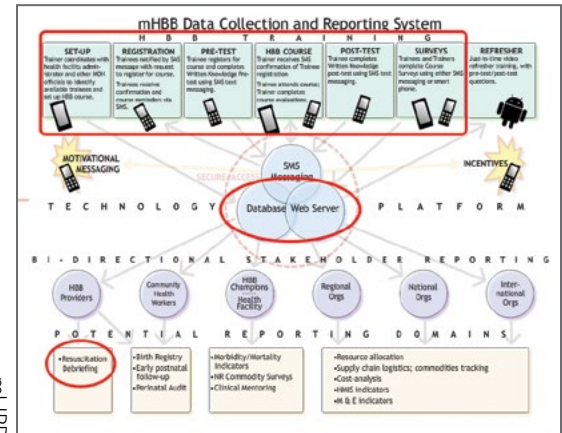 mHBB Data Collection and Reporting System
H B B T R A I N I N G
SET-UP
Trainer coordinates with
health facility admin-
istrator and other MOH
officials to identify
available trainees and
set up HBB course.
REGISTRATION
Trainees notified by SMS
message with request
to register for course.
Trainees receive
confirmation and
course reminders via
SMS.
PRE-TEST
Trainee registers for
course and completes
Written Knowledge Pre-
test using SMS text
messaging.
HBB COURSE
Trainer receives SMS
confirmation of Trainee
registration
Trainee attends course;
Trainer completes
course evaluations
POST-TEST
Trainee completes
Written Knowledge
post-test using SMS text
messaging.
SURVEYS
Trainees and Trainers
complete Course
Surveys using either SMS
messaging or smart
phone.
REFRESHER
Just-in-time video
refresher training, with
pre-test/post-test
questions.
MOTIVATIONAL
MESSAGING
SECURE ACCESS
SMS
Messaging
INCENTIVES
T E C H N O L O G Y
Database
Web Server
P L A T F O R M
B I - D I R E C T I O N A L S T A K E H O L D E R R E P O R T I N G
HBB
Providers
Community
Health
Workers
HBB
Champions
Health
Facility
Regional
Orgs
National
Orgs
Inter-
national
Orgs
P O T E N T I A L R E P O R T I N G D O M A I N S
•Resuscitation
Debriefing
•Birth Registry
•Early postnatal
follow-up
•Perinatal Audit
•Morbidity/Mortality
Indicators
•NR Commodity Surveys
•Clinical Mentoring
•Resource allocation
•Supply chain logistics; commodities tracking
•Cost-analysis
•HMIS indicators
•M & E indicators